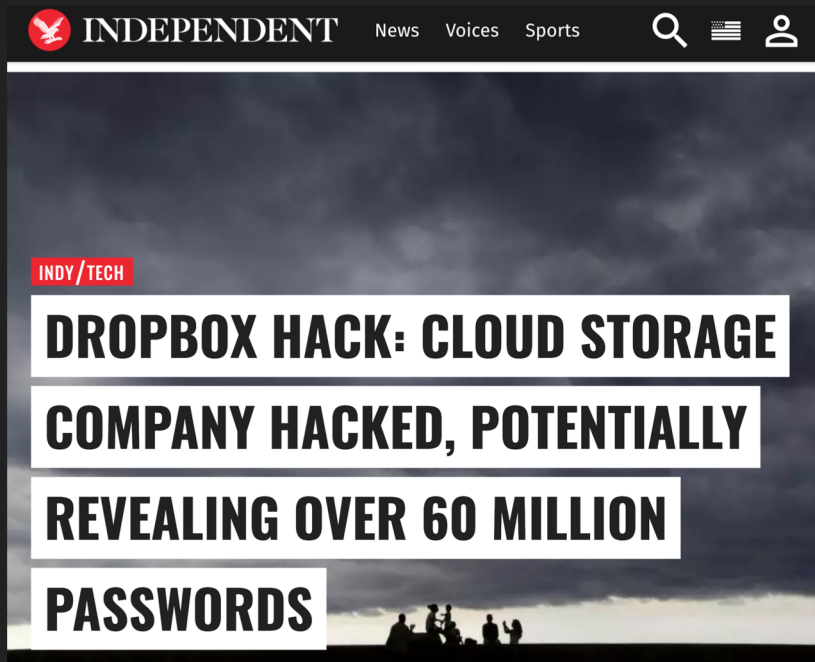 INDEPENDENT News Voices Sports
INDY/TECH
DROPBOX HACK: CLOUD STORAGE
COMPANY HACKED, POTENTIALLY
REVEALING OVER 60 MILLION
PASSWORDS